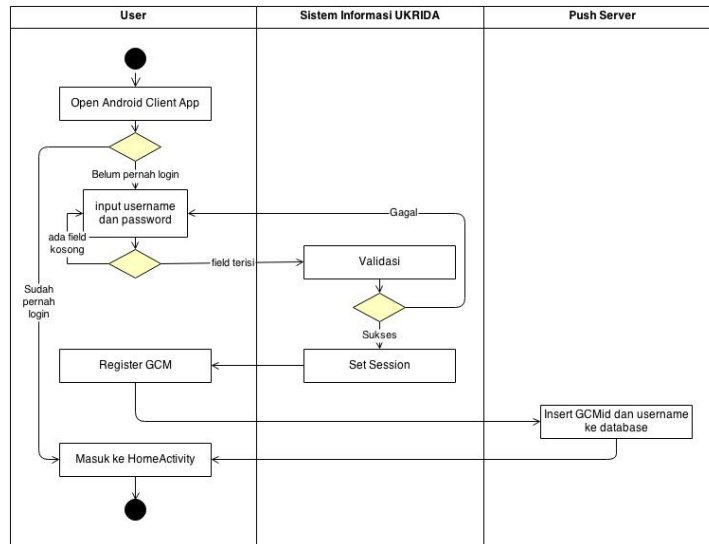 User
Sistem Informasi UKRIDA
Push Server
Open Android Client App
Belum pernah login
input username
dan password
Gagal
ada field
kosong
field terisi
Validasi
Sudah
pernah
login
Sukses
Register GCM
Set Session
Insert GCMid dan username
ke database
Masuk ke HomeActivity